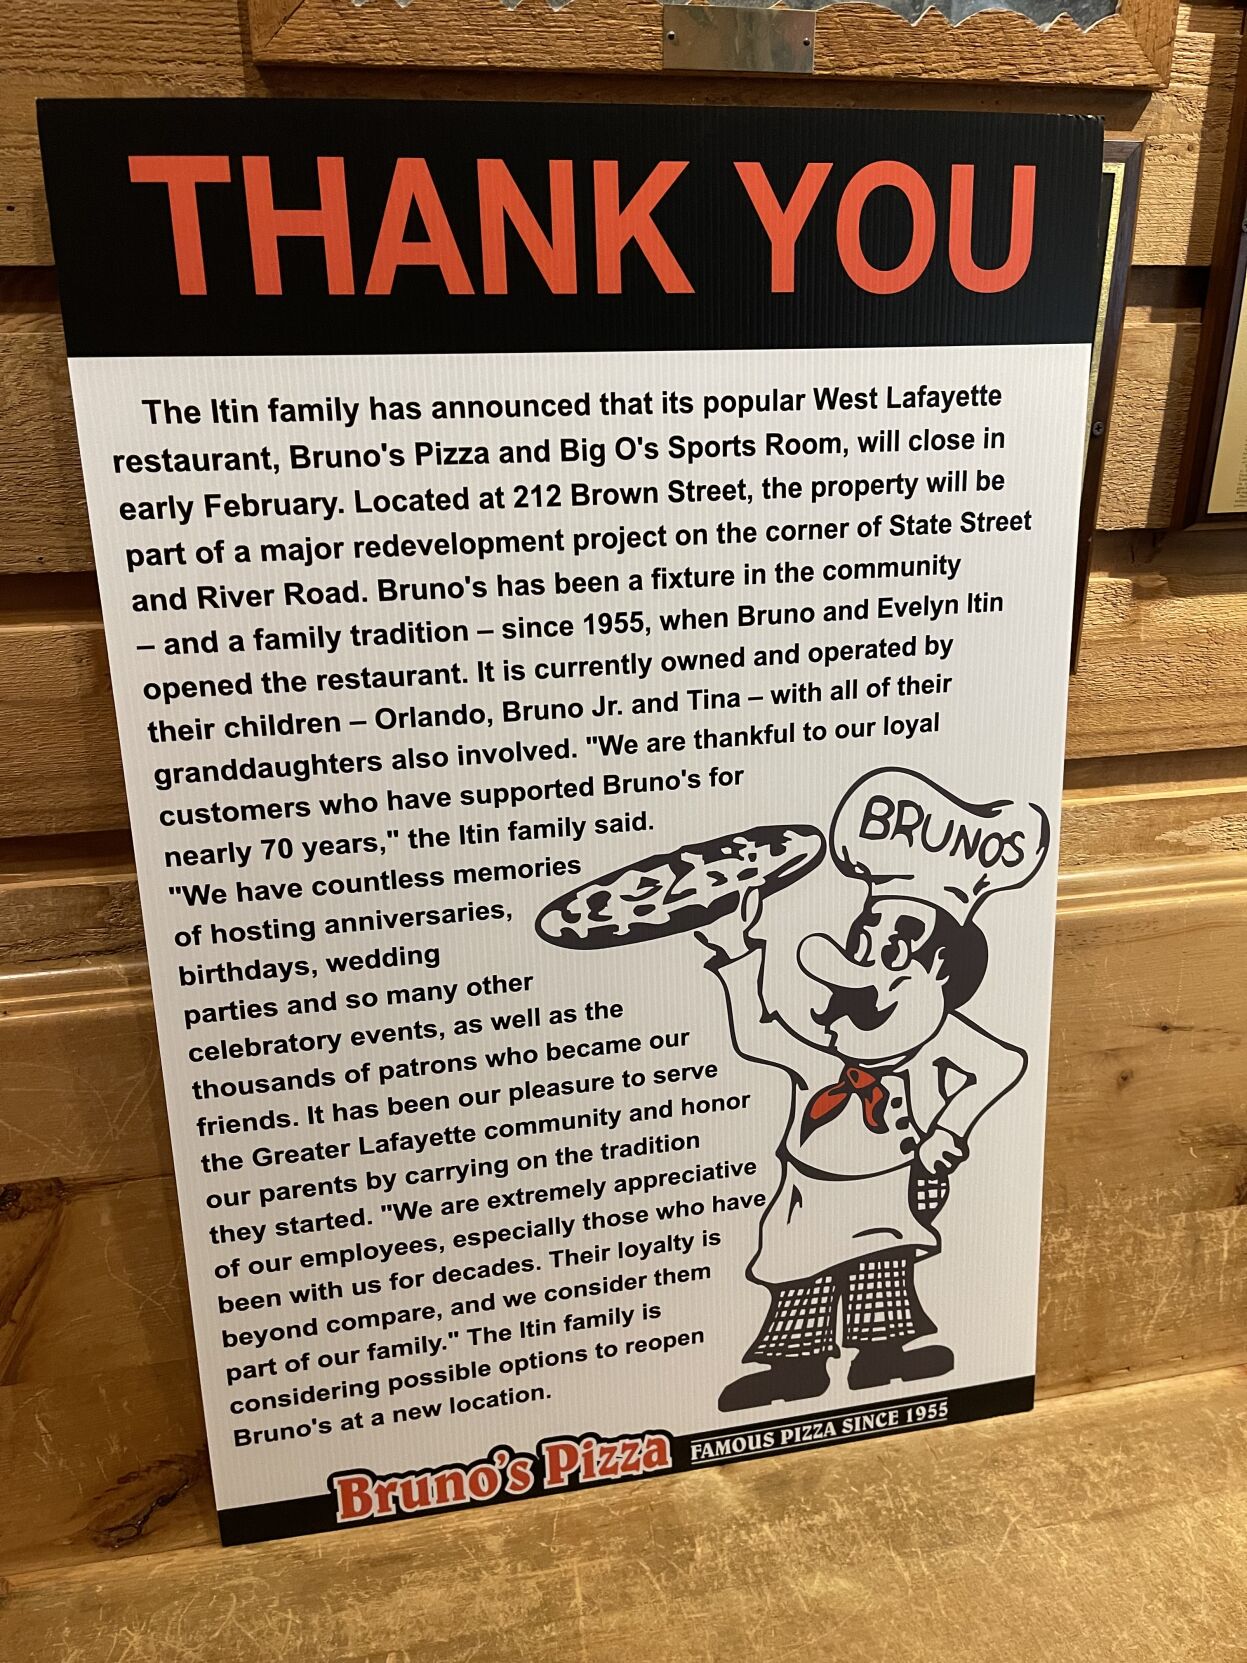 THANK YOU
The Itin family has announced that its popular West Lafayette
restaurant, Bruno's Pizza and Big O's Sports Room, will close in
early February. Located at 212 Brown Street, the property will be
part of a major redevelopment project on the corner of State Street
and River Road. Bruno's has been a fixture in the community
– and a family tradition – since 1955, when Bruno and Evelyn Itin
opened the restaurant. It is currently owned and operated by
their children – Orlando, Bruno Jr. and Tina – with all of their
granddaughters also involved. "We are thankful to our loyal
customers who have supported Bruno's for
nearly 70 years," the Itin family said.
"We have countless memories
of hosting anniversaries,
birthdays, wedding
parties and so many other
celebratory events, as well as the
thousands of patrons who became our
friends. It has been our pleasure to serve
the Greater Lafayette community and honor
our parents by carrying on the tradition
they started. "We are extremely appreciative
of our employees, especially those who have
been with us for decades. Their loyalty is
beyond compare, and we consider them
part of our family." The Itin family is
considering possible options to reopen
Bruno's at a new location.
BRUNOS
Bruno's Pizza FAMOUS PIZZA SINCE 1955